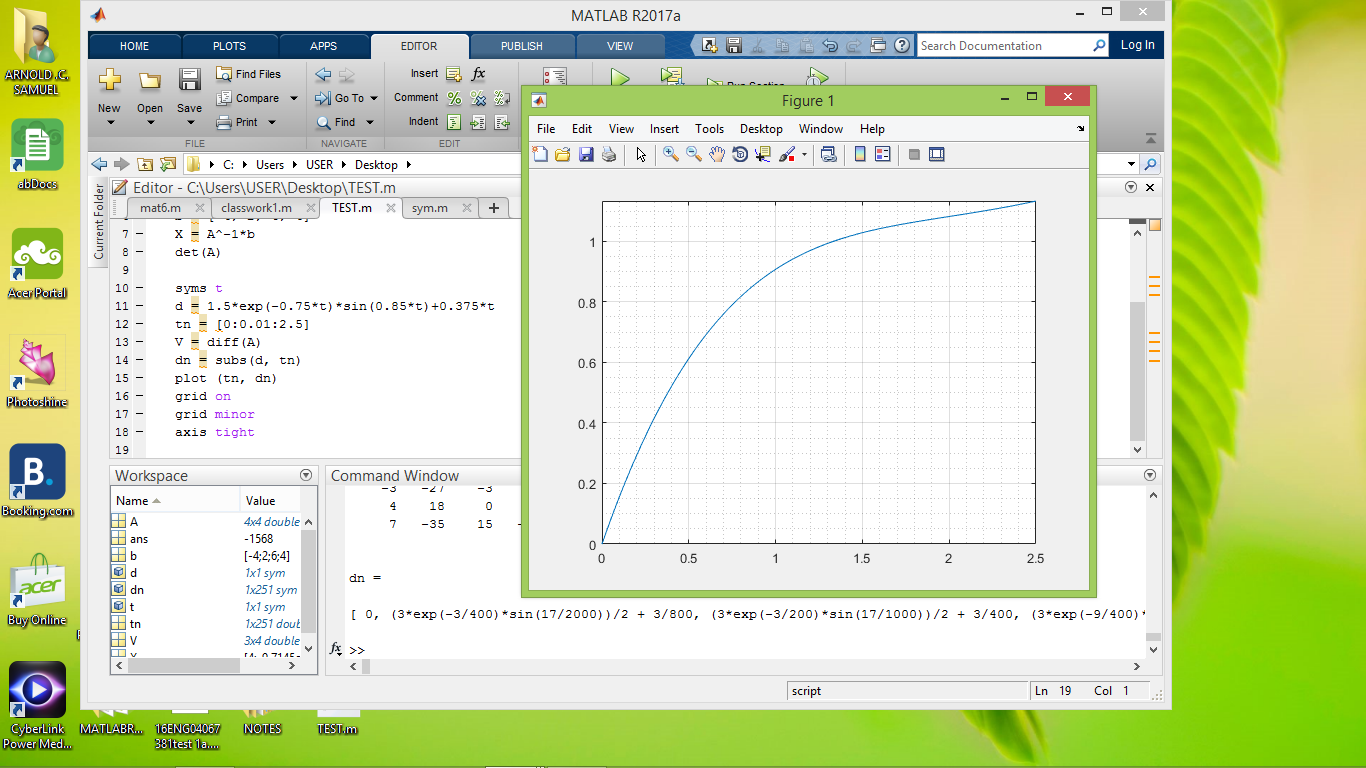 MATLAB R2017a
HOME PLOTS APPS EDITOR PUBLISH VIEW
Search Documentation
Log In
New Open Save
Find Files
Compare
Print
FILE
Go To
Find
NAVIGATE
Insert fx
Comment
Indent
EDIT
C: Users USER Desktop
Current Folder
Editor - C:\Users\USER\Desktop\TEST.m
mat6.m classwork1.m TEST.m sym.m
7 X = A^-1*b
8 det(A)
9
10 syms t
11 d = 1.5*exp(-0.75*t)*sin(0.85*t)+0.375*t
12 tn = [0:0.01:2.5]
13 V = diff(A)
14 dn = subs(d, tn)
15 plot (tn, dn)
16 grid on
17 grid minor
18 axis tight
19
Figure 1
File Edit View Insert Tools Desktop Window Help
1
0.8
0.6
0.4
0.2
0
0 0.5 1 1.5 2 2.5
Workspace
Name Value
A 4x4 double
ans -1568
b [-4;2;6;4]
d 1x1 sym
dn 1x251 sym
t 1x1 sym
tn 1x251 doub
V 3x4 double
Command Window
-3 -27 -3
4 18 0
7 -35 15
dn =
[ 0, (3*exp(-3/400)*sin(17/2000))/2 + 3/800, (3*exp(-3/200)*sin(17/1000))/2 + 3/400, (3*exp(-9/400)*
fx >>
script
Ln 19 Col 1
ARNOLD .C.
SAMUEL
abDocs
Acer Portal
Photoshine
B.
Booking.com
acer
Buy Online
CyberLink
Power Med...
MATLABR...
16ENG04067
381test 1a....
NOTES
TEST.m